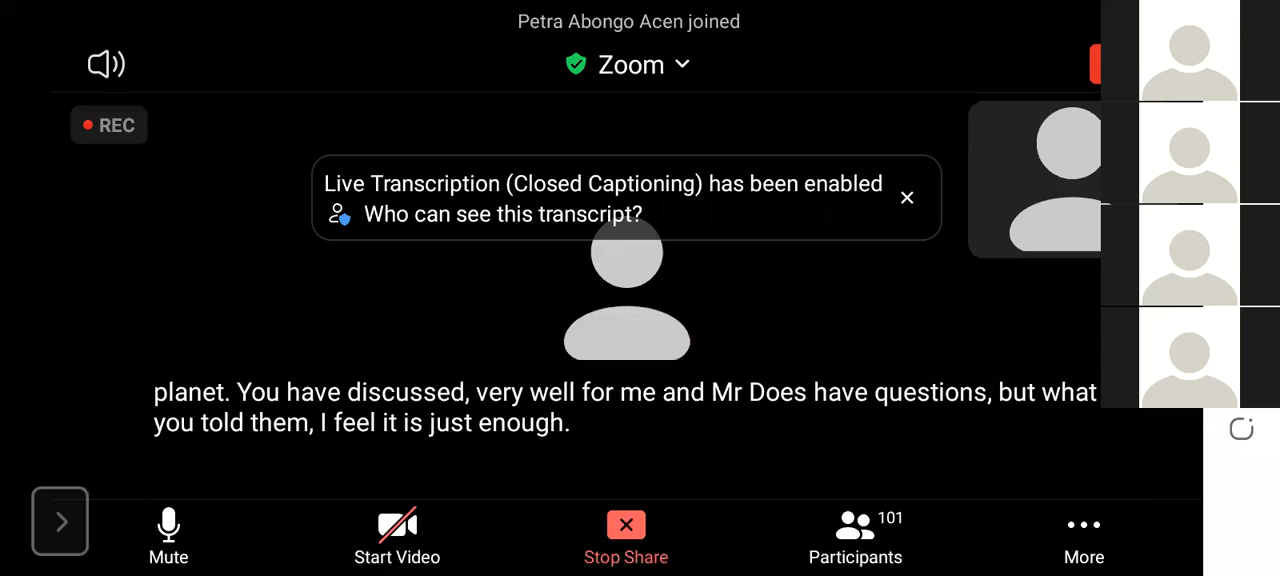 Petra Abongo Acen joined
Zoom
REC
Live Transcription (Closed Captioning) has been enabled
Who can see this transcript?
planet. You have discussed, very well for me and Mr Does have questions, but what
you told them, I feel it is just enough.
101
Mute
Start Video
Stop Share
Participants
More